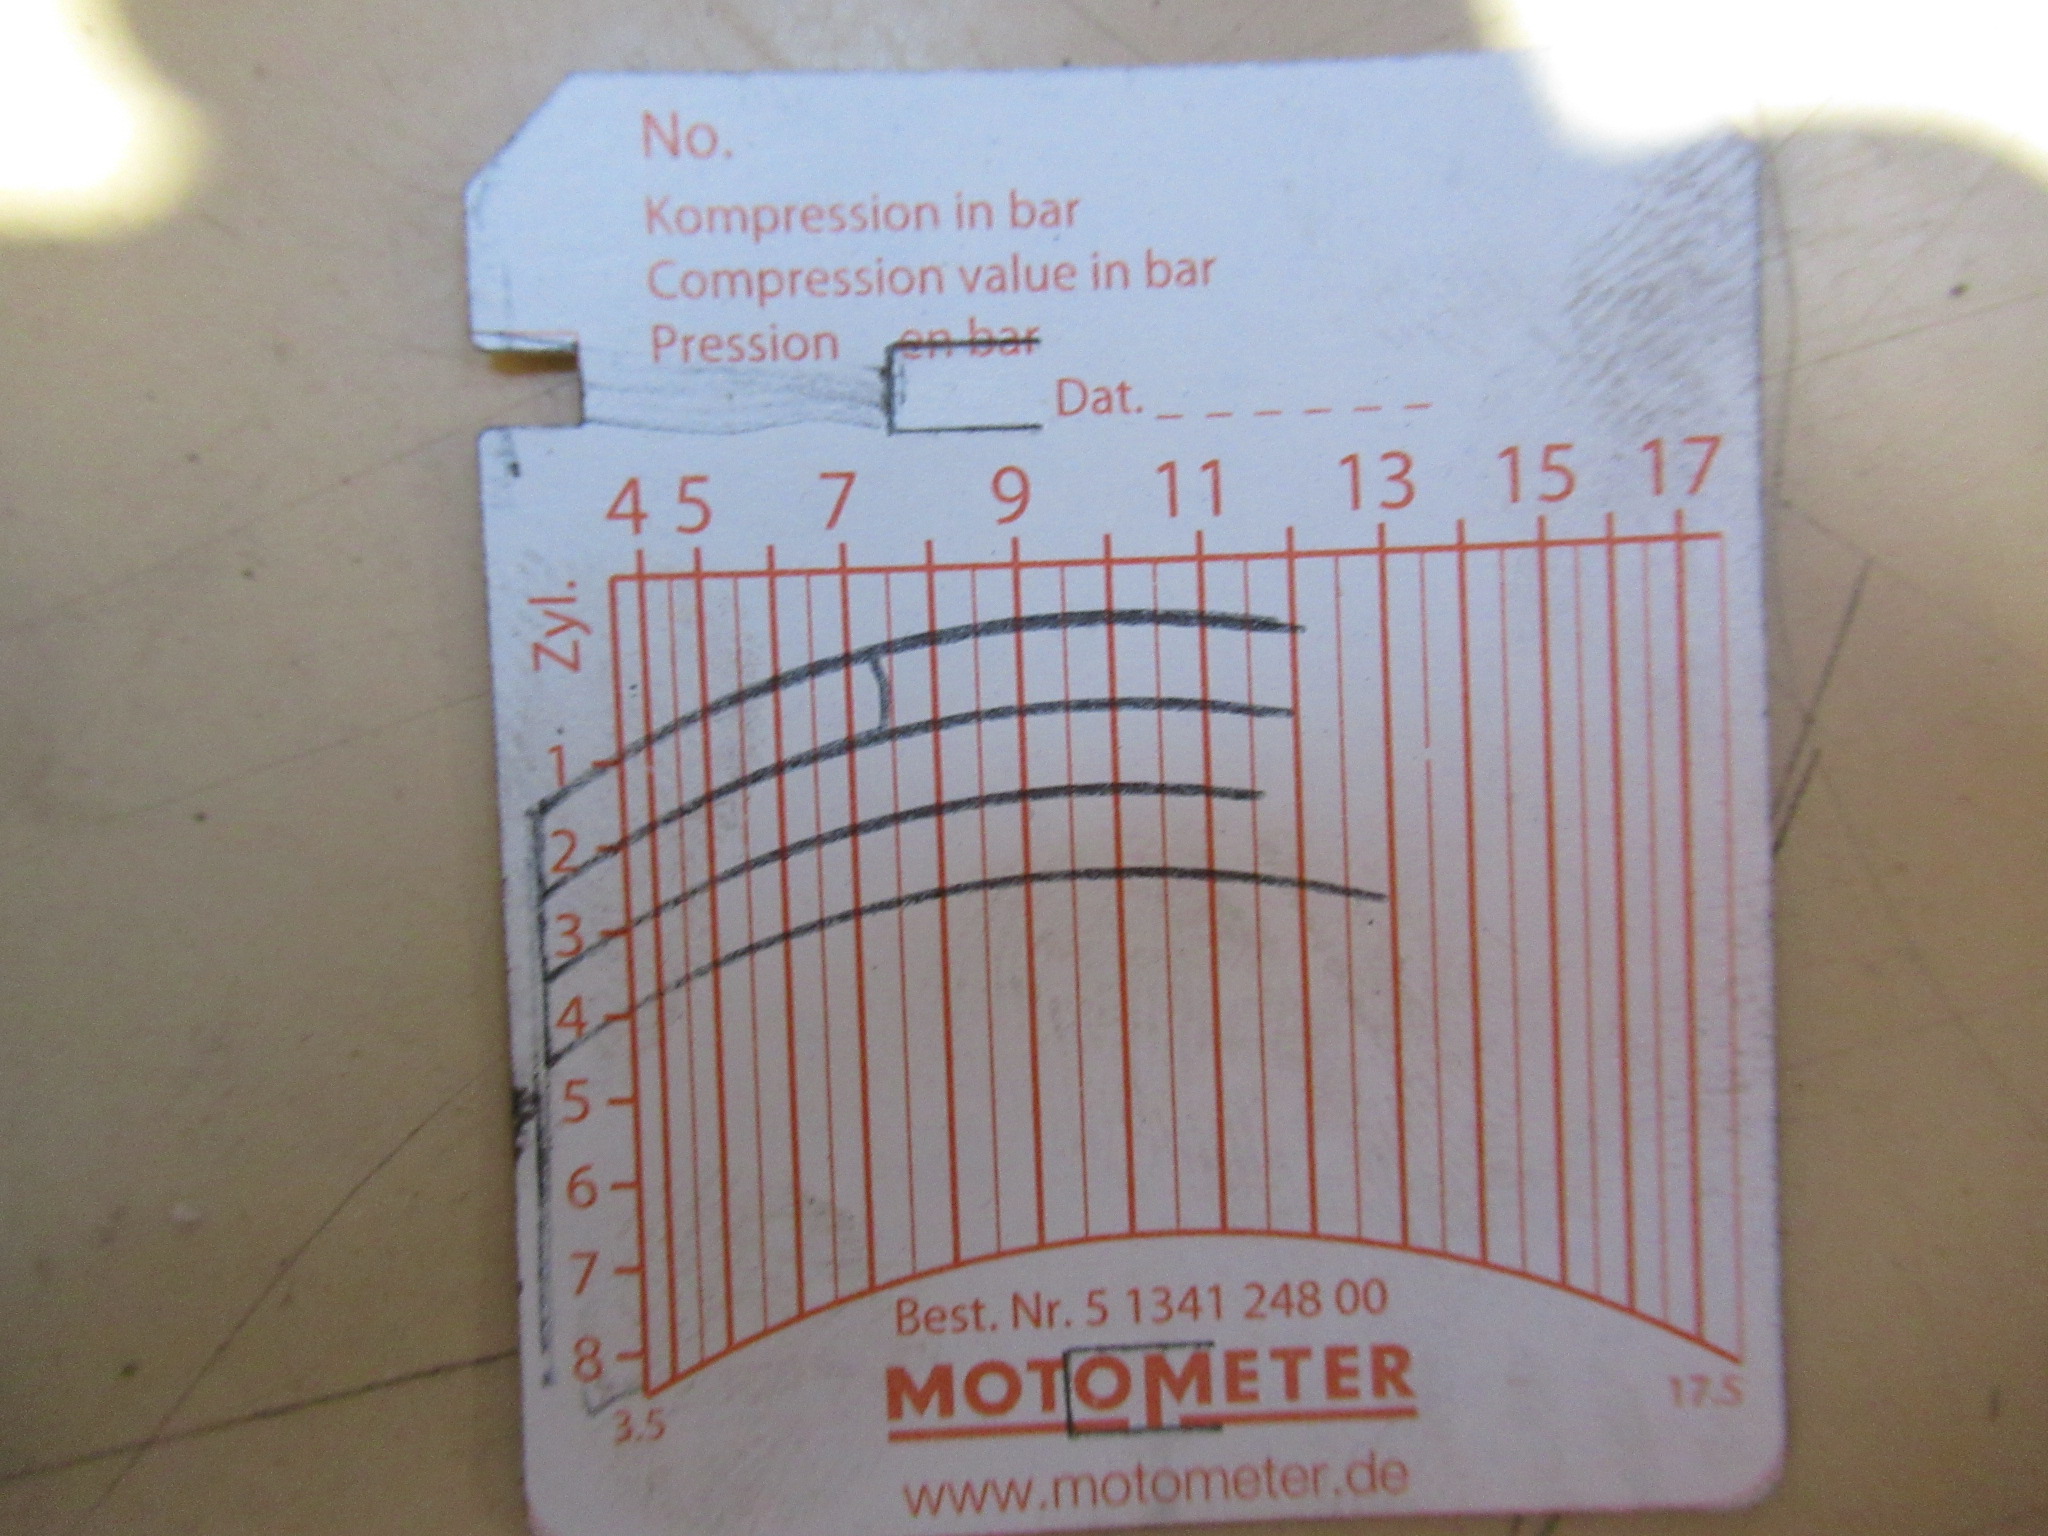 No.
Kompression in bar
Compression value in bar
Pression en bar
Dat. _ _ _ _ _ _
4 5 7 9 11 13 15 17
Zyl.
1
2
3
4
5
6
7
8
3.5
17.5
Best. Nr. 5 1341 248 00
MOTOMETER
www.motometer.de